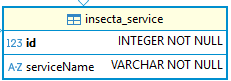 insecta_service
123 id INTEGER NOT NULL
A-Z serviceName VARCHAR NOT NULL